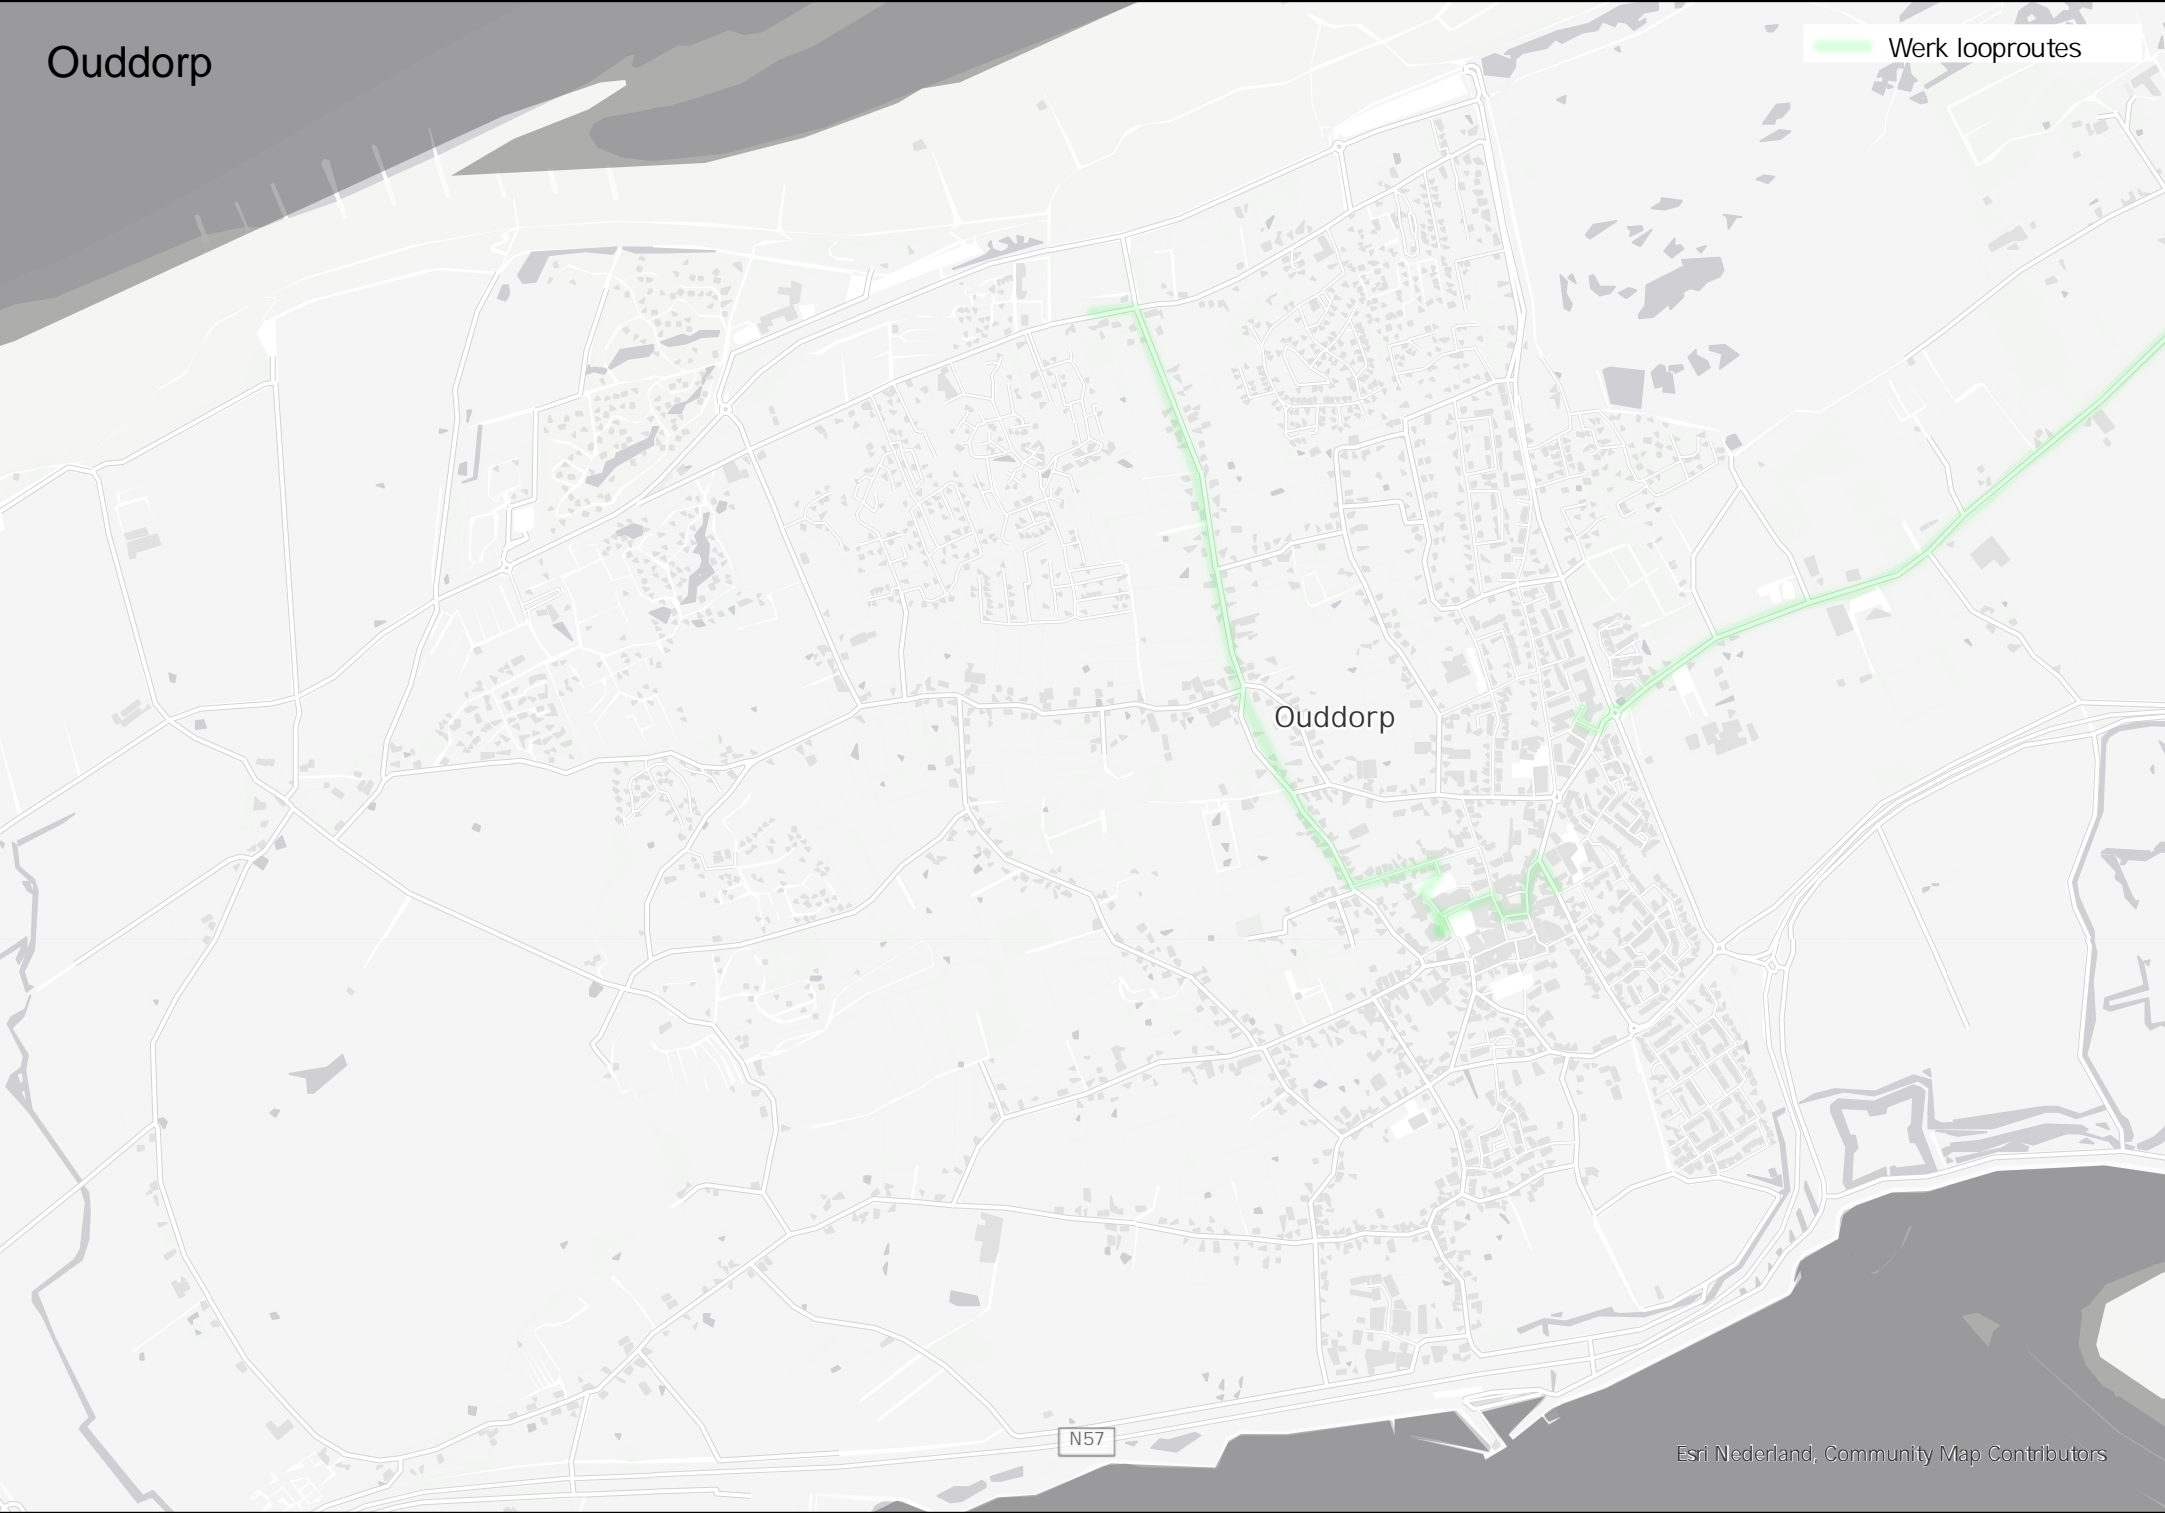 Ouddorp
Werk looproutes
Ouddorp
N57
Esri Nederland, Community Map Contributors